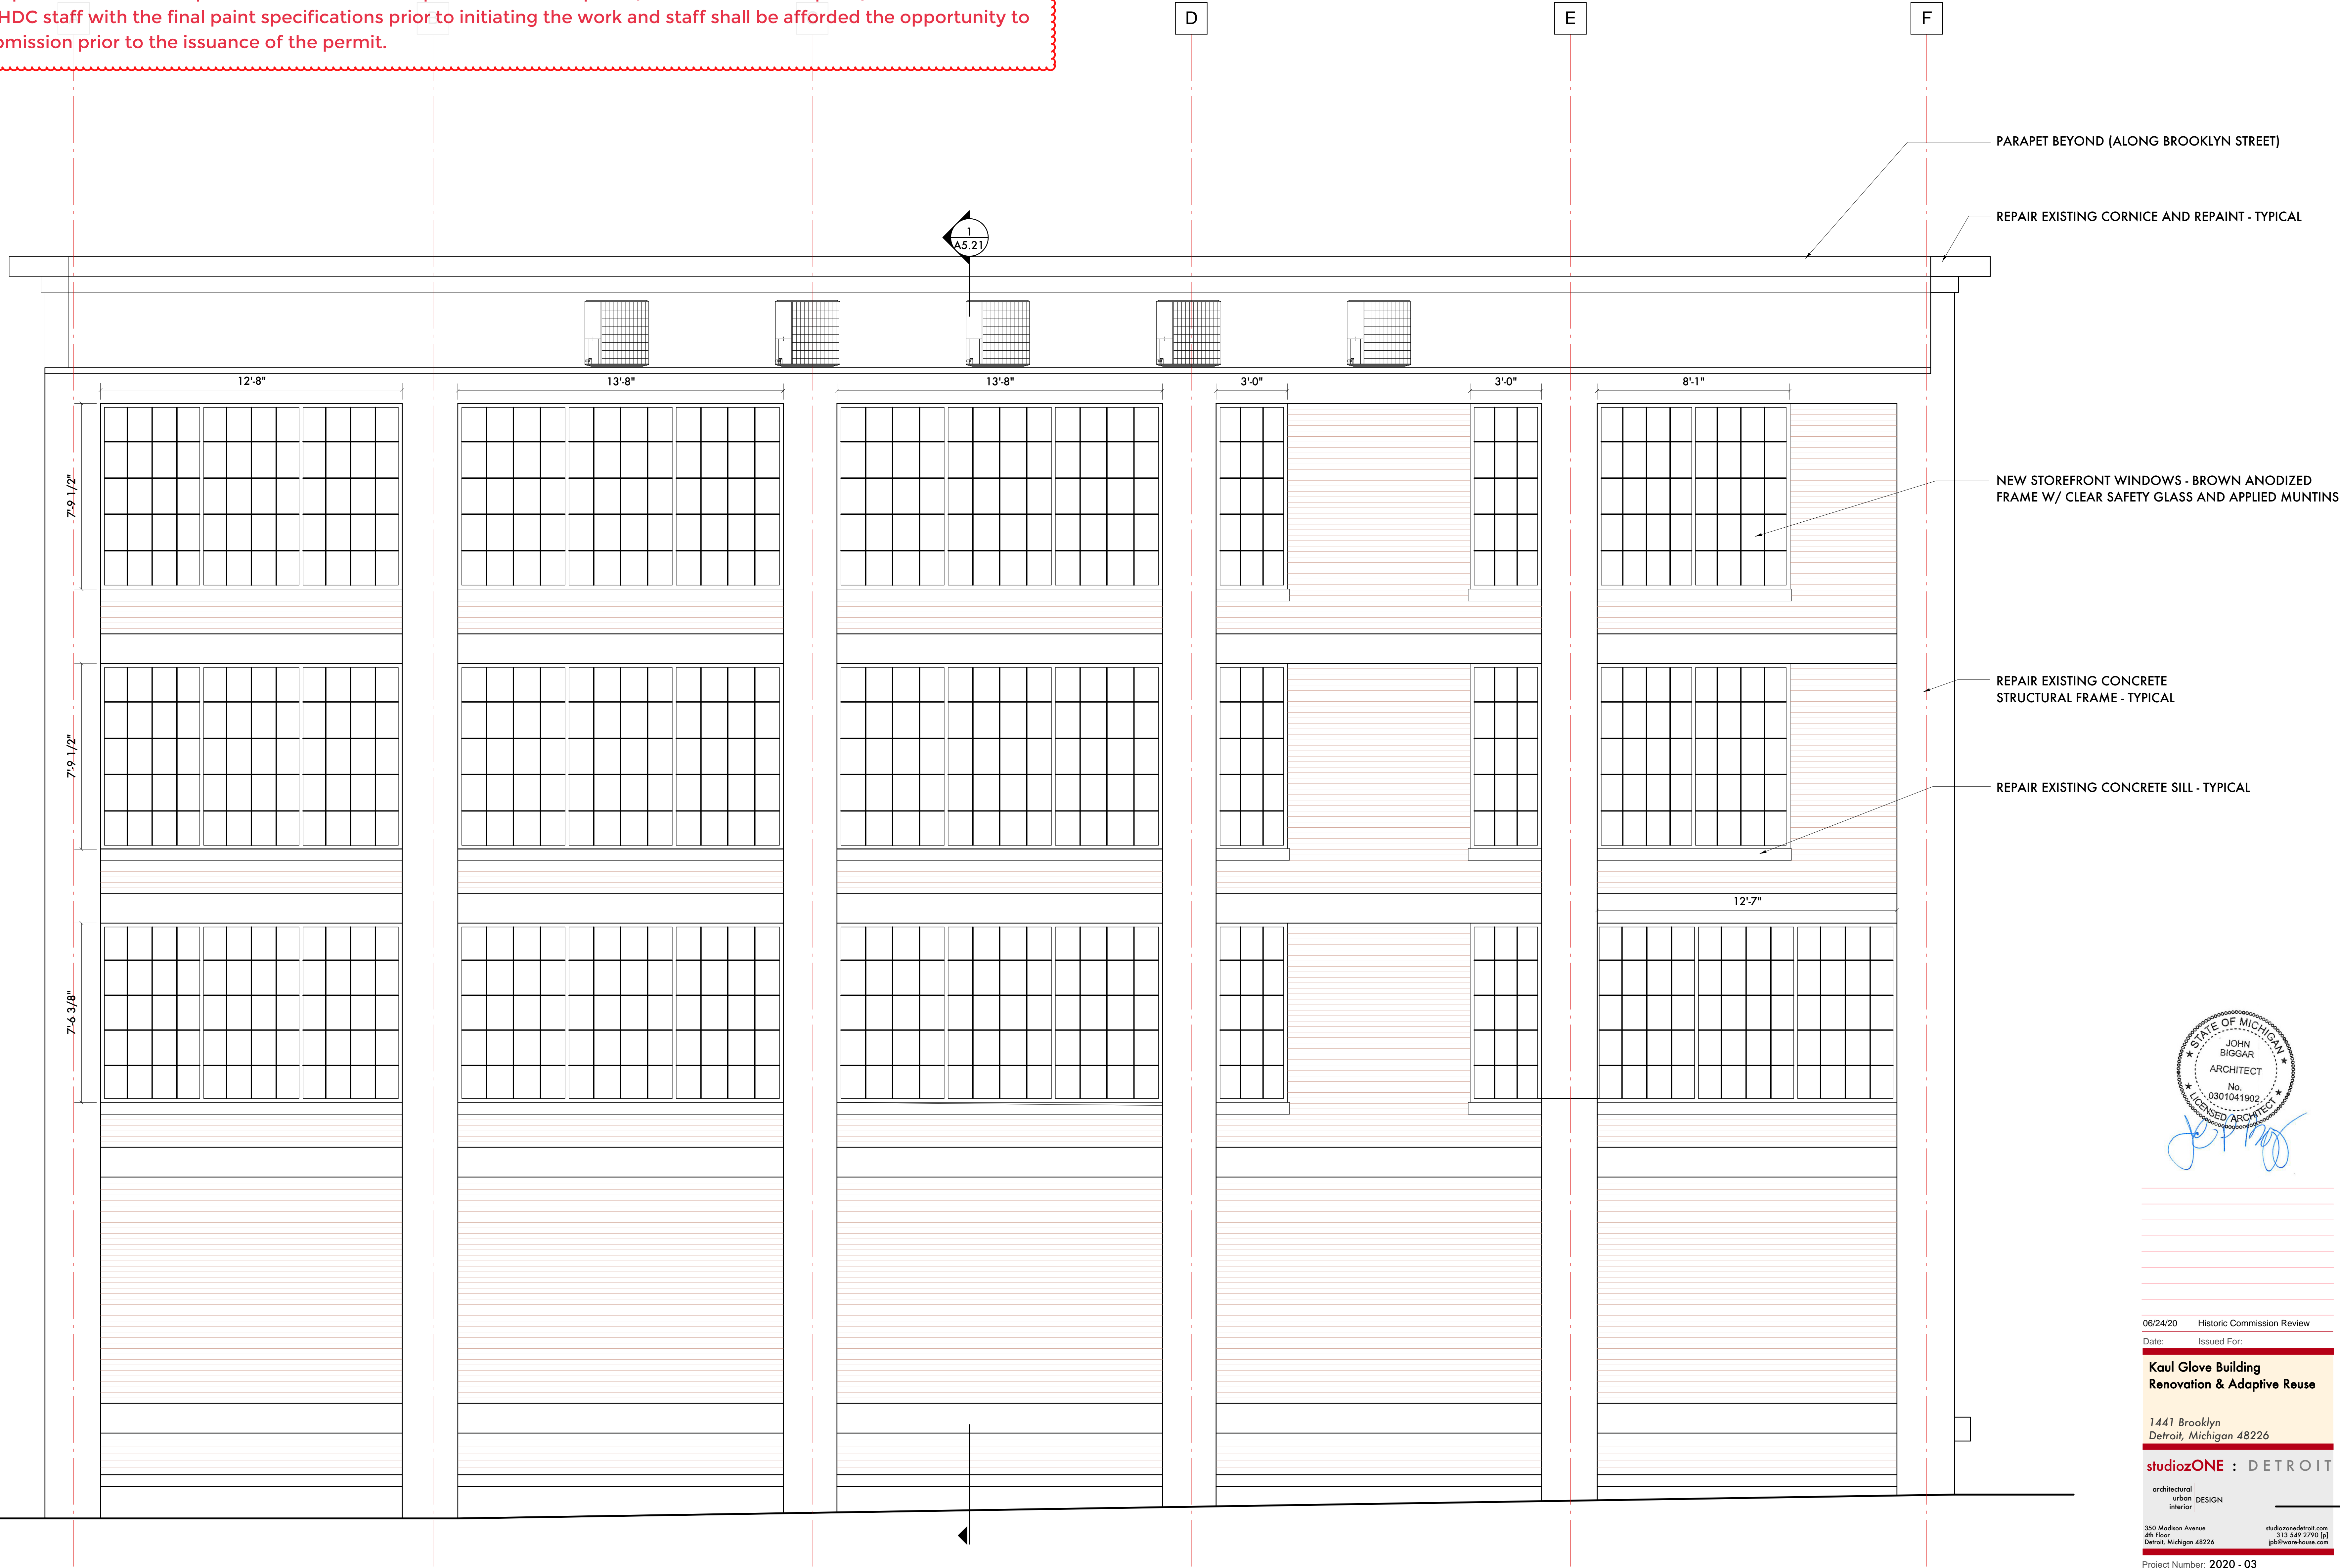 HDC staff with the final paint specifications prior to initiating the work and staff shall be afforded the opportunity to
mission prior to the issuance of the permit.
D
E
F
PARAPET BEYOND (ALONG BROOKLYN STREET)
REPAIR EXISTING CORNICE AND REPAINT - TYPICAL
1
A5.21
12'-8"
13'-8"
13'-8"
3'-0"
3'-0"
8'-1"
7'-9 1/2"
NEW STOREFRONT WINDOWS - BROWN ANODIZED
FRAME W/ CLEAR SAFETY GLASS AND APPLIED MUNTINS
REPAIR EXISTING CONCRETE
STRUCTURAL FRAME - TYPICAL
7'-9 1/2"
REPAIR EXISTING CONCRETE SILL - TYPICAL
12'-7"
7'-6 3/8"
STATE OF MICHIGAN
JOHN
BIGGAR
ARCHITECT
No.
0301041902
LICENSED ARCHITECT
06/24/20 Historic Commission Review
Date: Issued For:
Kaul Glove Building
Renovation & Adaptive Reuse
1441 Brooklyn
Detroit, Michigan 48226
studiozONE : DETROIT
architectural
urban
interior
DESIGN
350 Madison Avenue
4th Floor
Detroit, Michigan 48226
studiozonedetroit.com
313 549 2790 [p]
jpb@ware-house.com
Project Number: 2020 - 03